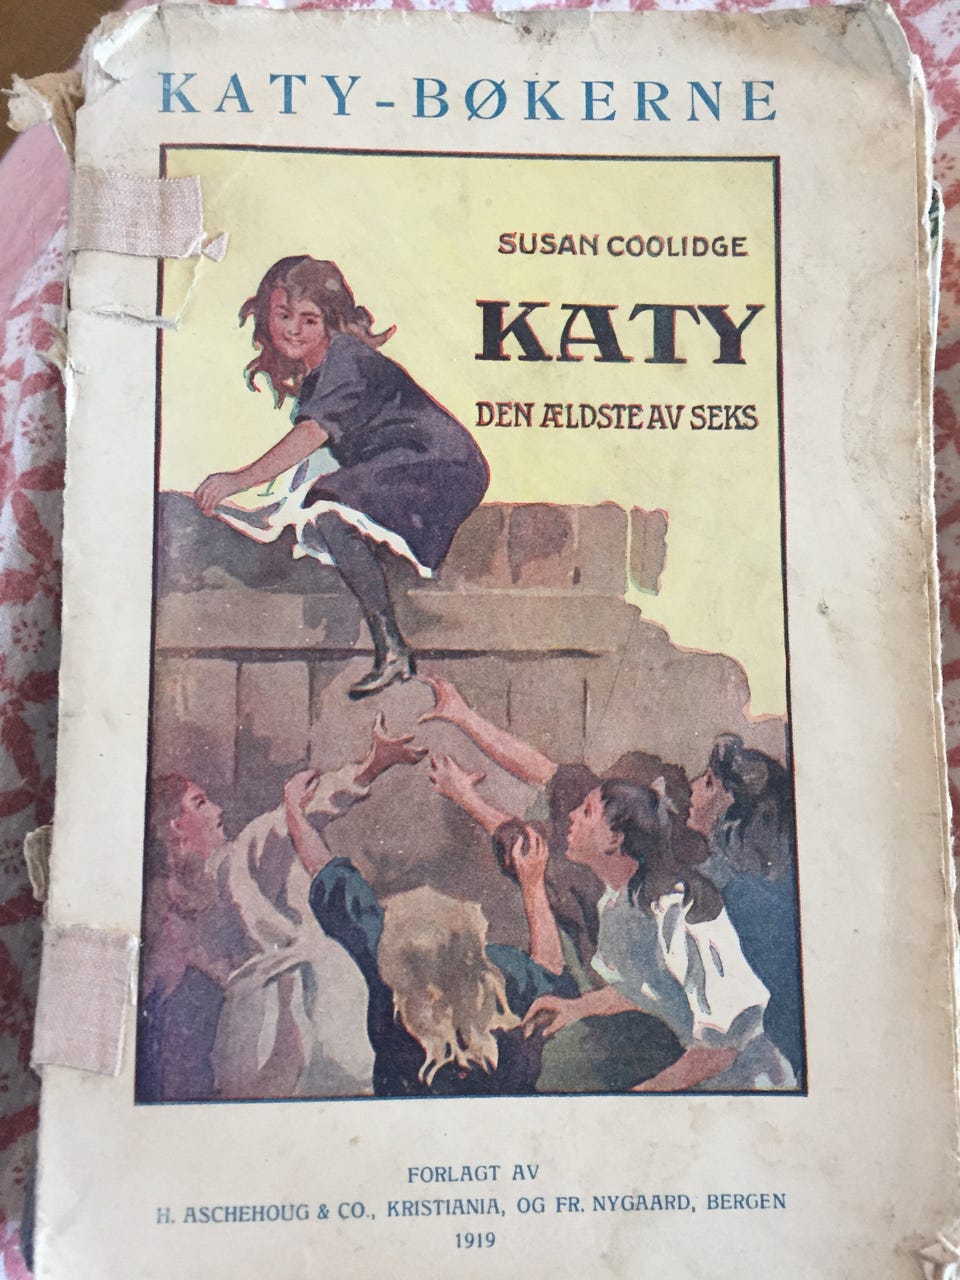 KATY-BØKERNE
SUSAN COOLIDGE
KATY
DEN ÆLDSTE AV SEKS
FORLAGT AV
H. ASCHEHOUG & CO., KRISTIANIA, OG FR. NYGAARD, BERGEN
1919